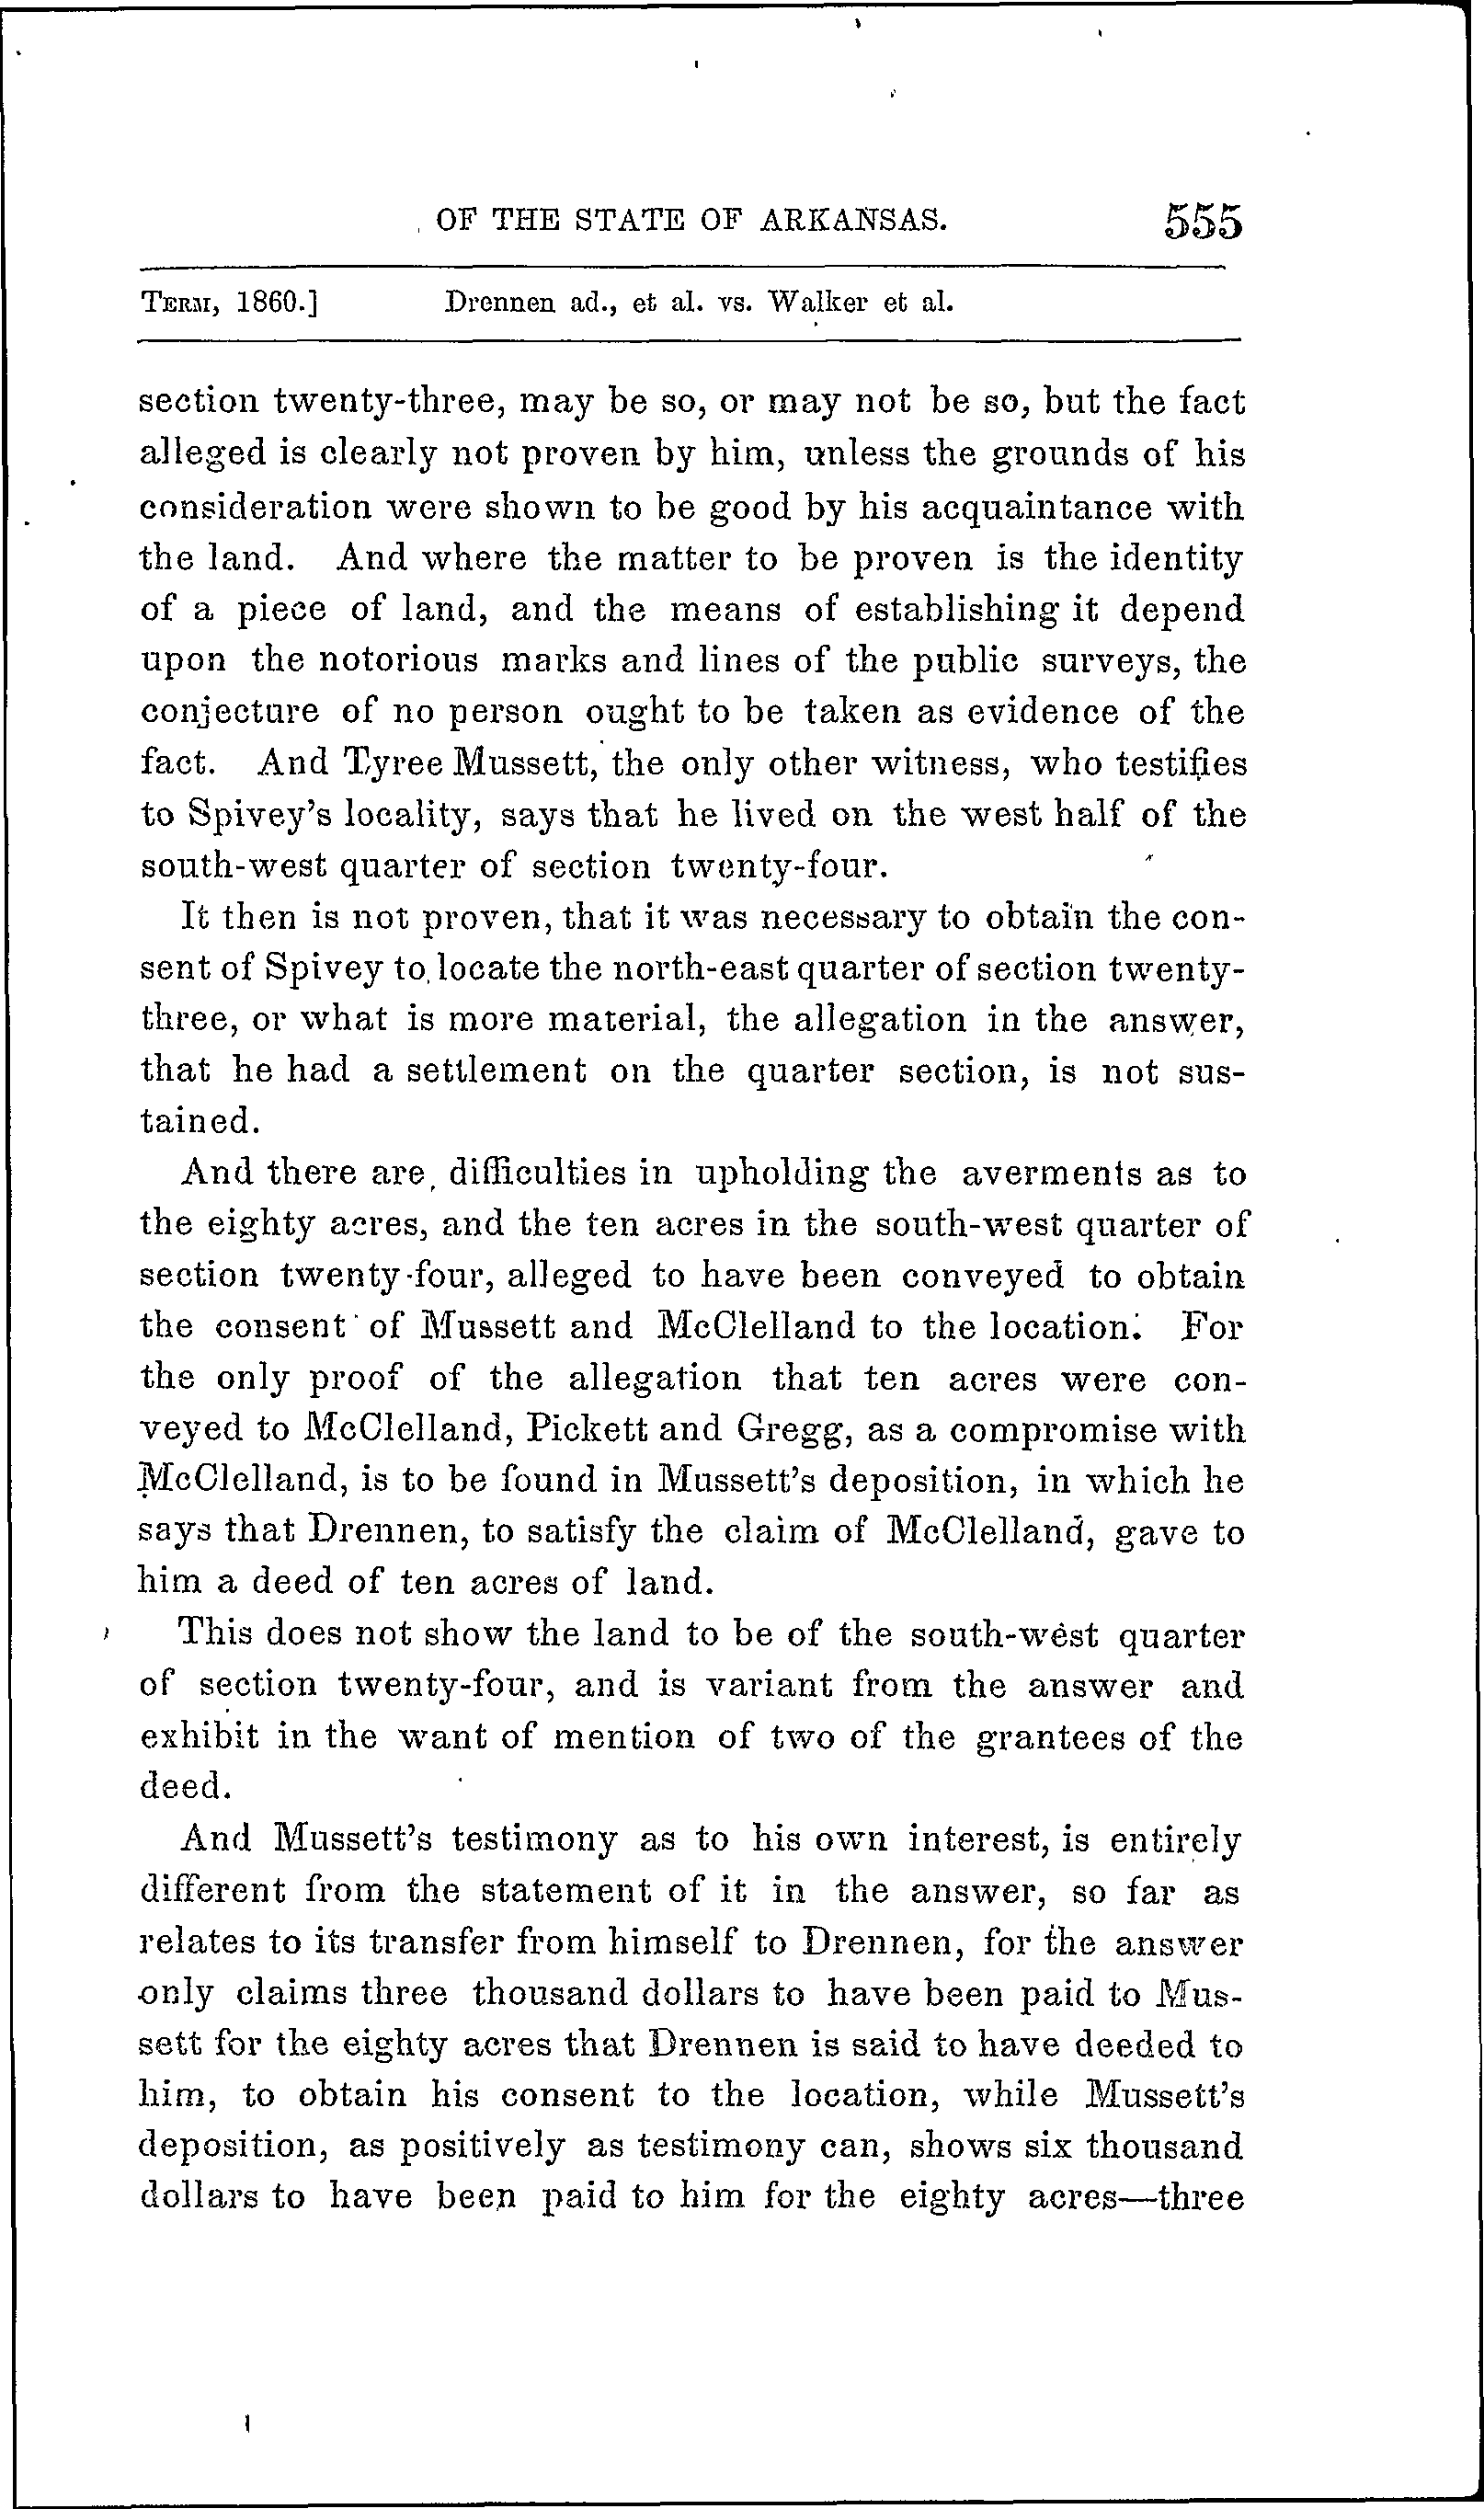 OF THE STATE OF ARKANSAS. 555
TERM, 1860.] Drennen ad., et al. vs. Walker et al.
section twenty-three, may be so, or may not be so, but the fact
alleged is clearly not proven by him, unless the grounds of his
consideration were shown to be good by his acquaintance with
the land. And where the matter to be proven is the identity
of a piece of land, and the means of establishing it depend
upon the notorious marks and lines of the public surveys, the
conjecture of no person ought to be taken as evidence of the
fact. And Tyree Mussett, the only other witness, who testifies
to Spivey's locality, says that he lived on the west half of the
south-west quarter of section twenty-four.
It then is not proven, that it was necessary to obtain the con-
sent of Spivey to locate the north-east quarter of section twenty-
three, or what is more material, the allegation in the answer,
that he had a settlement on the quarter section, is not sus-
tained.
And there are difficulties in upholding the averments as to
the eighty acres, and the ten acres in the south-west quarter of
section twenty-four, alleged to have been conveyed to obtain
the consent of Mussett and McClelland to the location. For
the only proof of the allegation that ten acres were con-
veyed to McClelland, Pickett and Gregg, as a compromise with
McClelland, is to be found in Mussett's deposition, in which he
says that Drennen, to satisfy the claim of McClelland, gave to
him a deed of ten acres of land.
This does not show the land to be of the south-west quarter
of section twenty-four, and is variant from the answer and
exhibit in the want of mention of two of the grantees of the
deed.
And Mussett's testimony as to his own interest, is entirely
different from the statement of it in the answer, so far as
relates to its transfer from himself to Drennen, for the answer
only claims three thousand dollars to have been paid to Mus-
sett for the eighty acres that Drennen is said to have deeded to
him, to obtain his consent to the location, while Mussett's
deposition, as positively as testimony can, shows six thousand
dollars to have been paid to him for the eighty acres—three